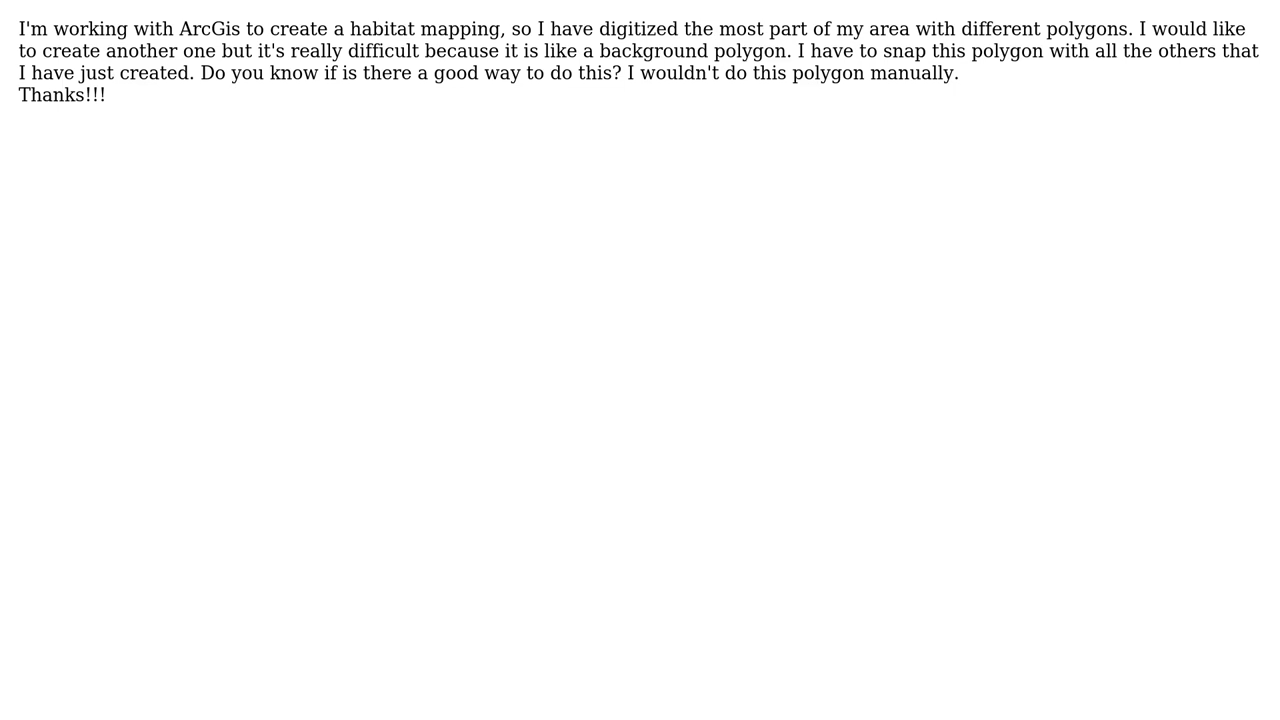 I'm working with ArcGis to create a habitat mapping, so I have digitized the most part of my area with different polygons. I would like
to create another one but it's really difficult because it is like a background polygon. I have to snap this polygon with all the others that
I have just created. Do you know if is there a good way to do this? I wouldn't do this polygon manually.
Thanks!!!